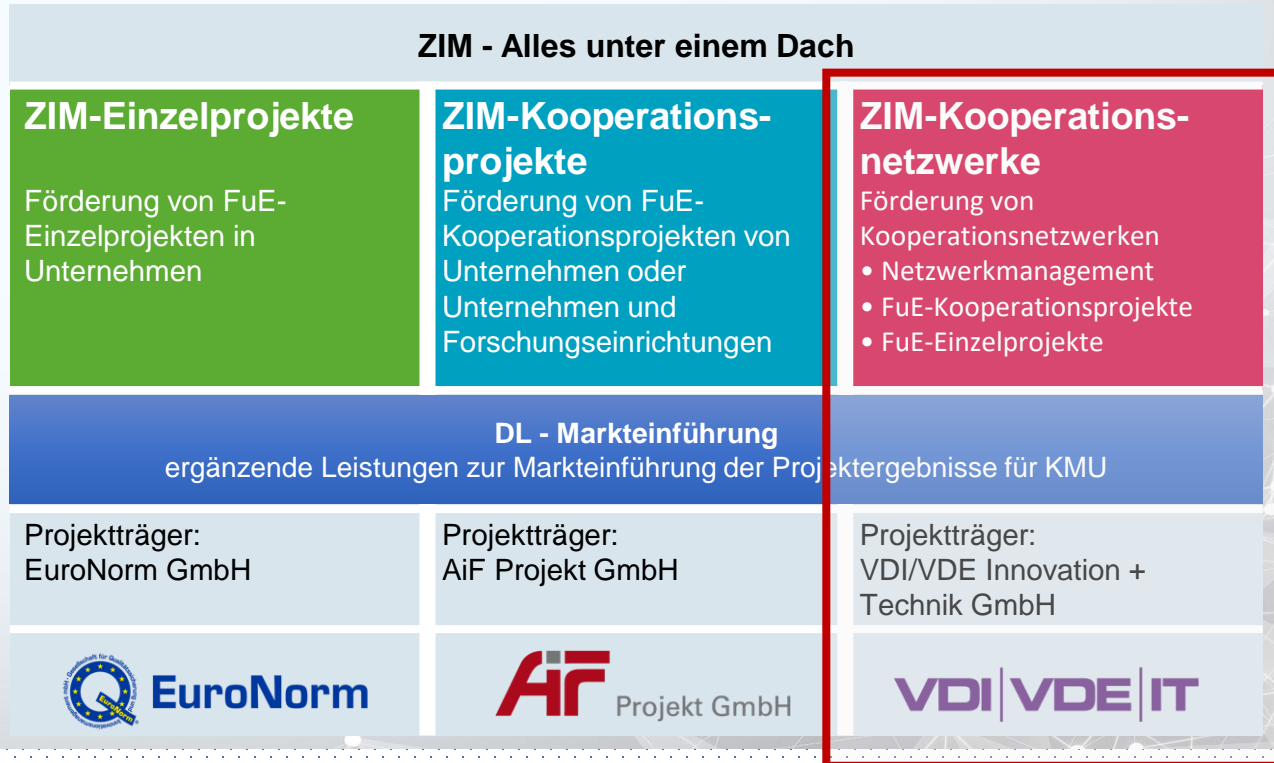 ZIM - Alles unter einem Dach
ZIM-Einzelprojekte
Förderung von FuE-
Einzelprojekten in
Unternehmen
ZIM-Kooperations-
projekte
Förderung von FuE-
Kooperationsprojekten von
Unternehmen oder
Unternehmen und
Forschungseinrichtungen
ZIM-Kooperations-
netzwerke
Förderung von
Kooperationsnetzwerken
• Netzwerkmanagement
• FuE-Kooperationsprojekte
• FuE-Einzelprojekte
DL - Markteinführung
ergänzende Leistungen zur Markteinführung der Projektergebnisse für KMU
Projektträger:
EuroNorm GmbH
Projektträger:
AiF Projekt GmbH
Projektträger:
VDI/VDE Innovation +
Technik GmbH
EuroNorm
EuroNorm
AiF Projekt GmbH
VDI|VDE|IT